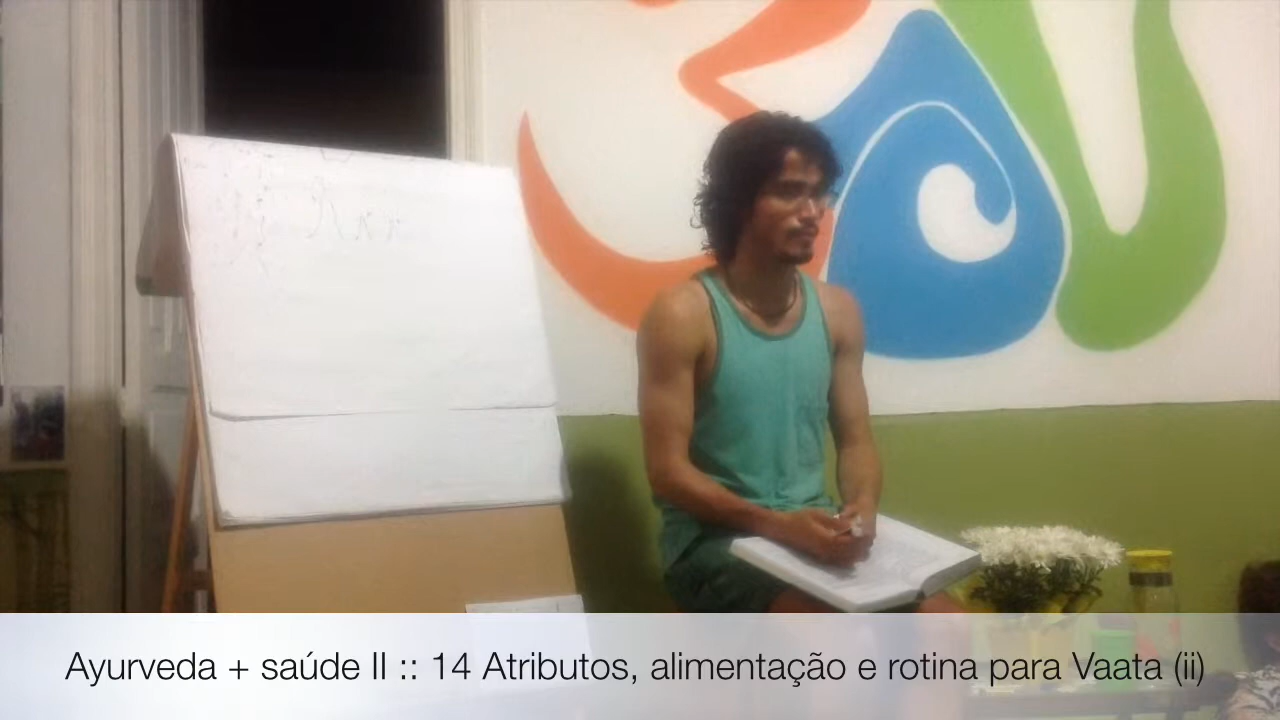 Ayurveda + saúde II :: 14 Atributos, alimentação e rotina para Vaata (ii)